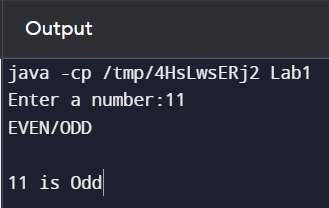 Output
java -cp /tmp/4HsLwsERj2 Lab1
Enter a number:11
EVEN/ODD
11 is Odd